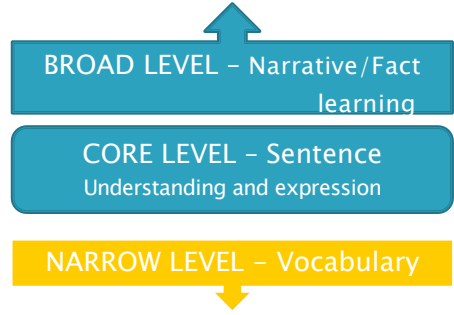 BROAD LEVEL – Narrative/Fact
learning
CORE LEVEL – Sentence
Understanding and expression
NARROW LEVEL – Vocabulary